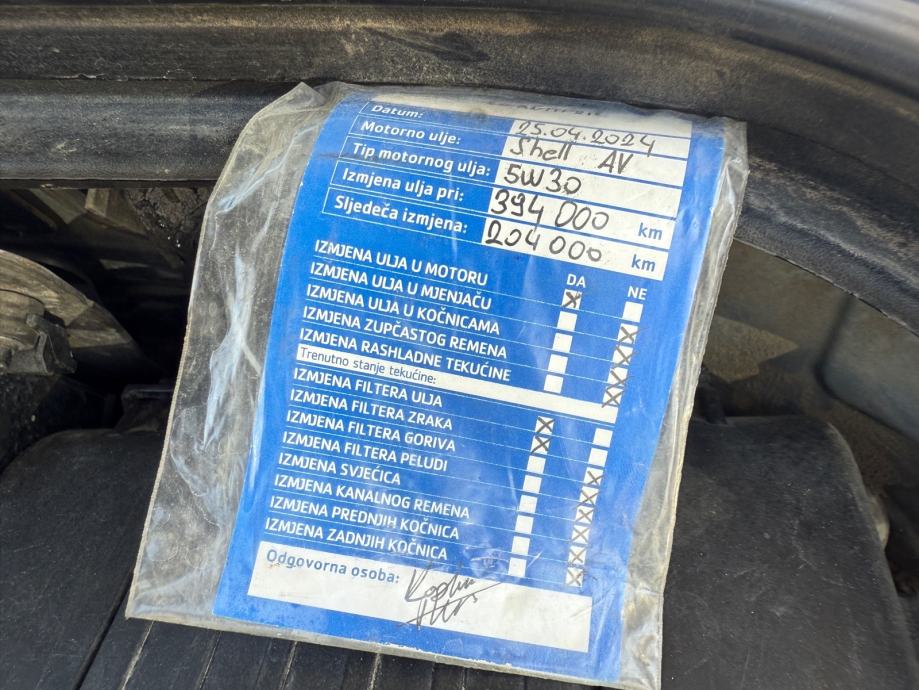 Datum: 25.04.2024
Motorno ulje: Shell AV
Tip motornog ulja: 5W30
Izmjena ulja pri: 394 000 km
Sljedeča izmjena: 204 000 km
DA NE
IZMJENA ULJA U MOTORU
IZMJENA ULJA U MJENJAČU
IZMJENA ULJA U KOČNICAMA
IZMJENA ZUPČASTOG REMENA
IZMJENA RASHLADNE TEKUĆINE
Trenutno stanje tekućine:
IZMJENA FILTERA ULJA
IZMJENA FILTERA ZRAKA
IZMJENA FILTERA GORIVA
IZMJENA FILTERA PELUDI
IZMJENA SVJEĆICA
IZMJENA KANALNOG REMENA
IZMJENA PREDNJIH KOČNICA
IZMJENA ZADNJIH KOČNICA
Odgovorna osoba: